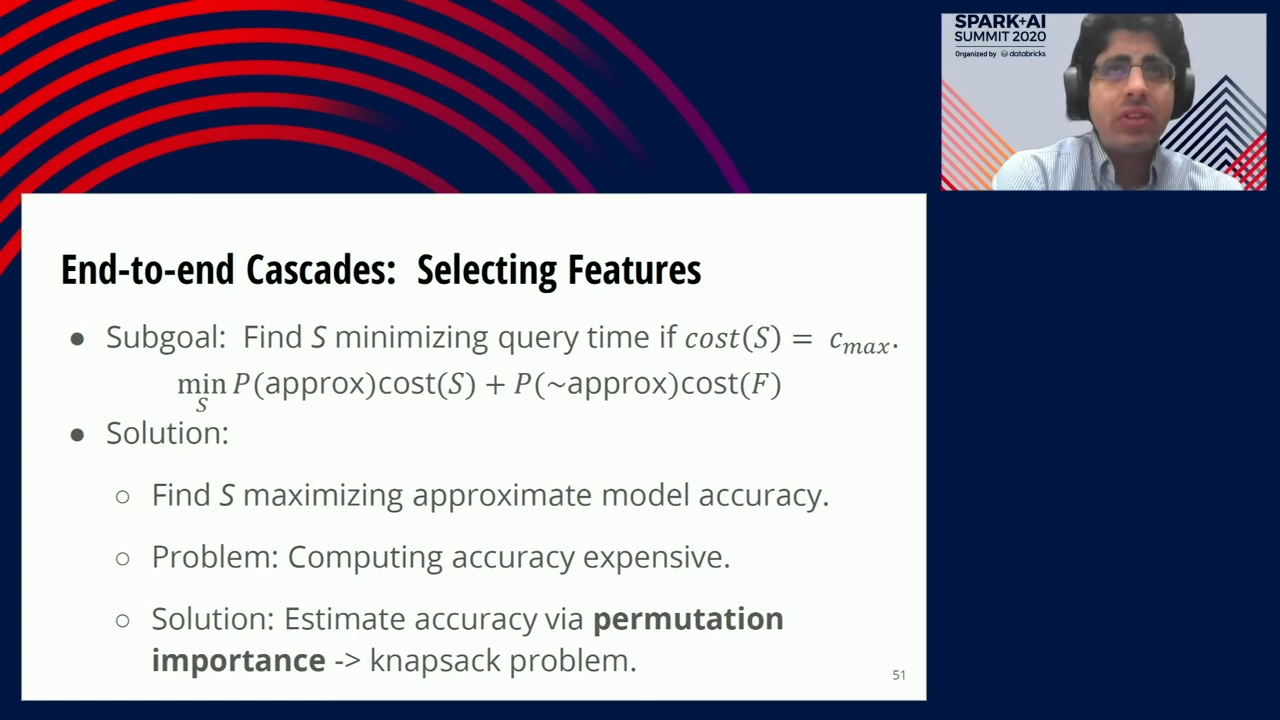 SPARK+AI
SUMMIT 2020
Organized by databricks
End-to-end Cascades: Selecting Features
● Subgoal: Find S minimizing query time if cost(S) = c_max.
min_S P(approx)cost(S) + P(~approx)cost(F)
● Solution:
○ Find S maximizing approximate model accuracy.
○ Problem: Computing accuracy expensive.
○ Solution: Estimate accuracy via permutation
importance -> knapsack problem.
51